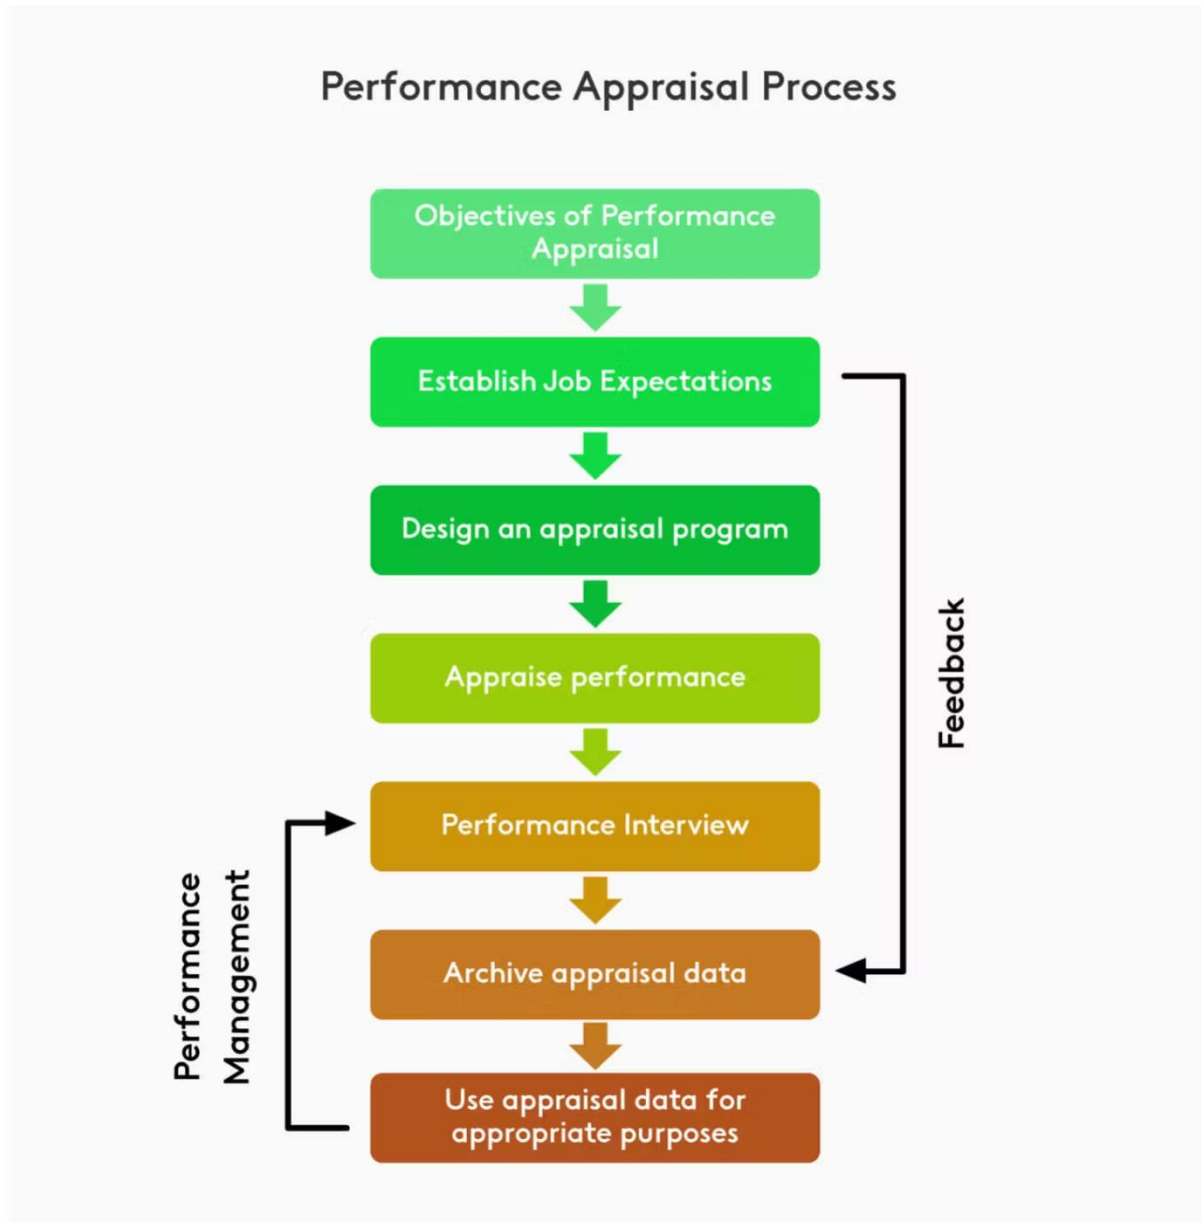 Performance Appraisal Process
Objectives of Performance
Appraisal
Establish Job Expectations
Design an appraisal program
Appraise performance
Feedback
Performance Interview
Performance
Management
Archive appraisal data
Use appraisal data for
appropriate purposes